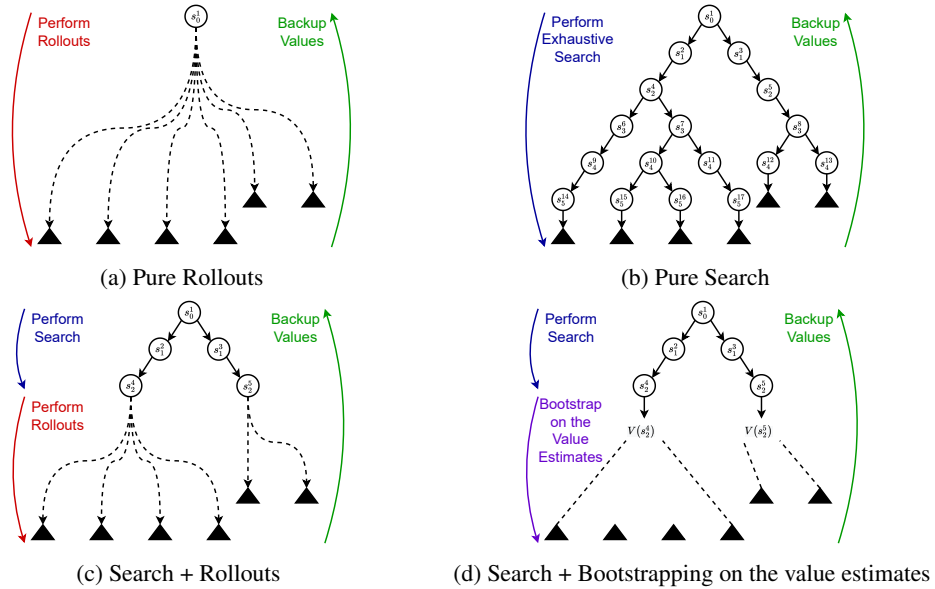 Perform
Rollouts
$s_0^1$
Backup
Values
(a) Pure Rollouts
Perform
Exhaustive
Search
$s_0^1$
Backup
Values
$s_1^2$ $s_1^3$
$s_2^4$ $s_2^5$
$s_3^6$ $s_3^7$ $s_3^8$
$s_4^9$ $s_4^{10}$ $s_4^{11}$ $s_4^{12}$ $s_4^{13}$
$s_5^{14}$ $s_5^{15}$ $s_5^{16}$ $s_5^{17}$
(b) Pure Search
Perform
Search
$s_0^1$
Backup
Values
$s_1^2$ $s_1^3$
$s_2^4$ $s_2^5$
Perform
Rollouts
(c) Search + Rollouts
Perform
Search
$s_0^1$
Backup
Values
$s_1^2$ $s_1^3$
$s_2^4$ $s_2^5$
Bootstrap
on the
Value
Estimates
$V(s_2^4)$ $V(s_2^5)$
(d) Search + Bootstrapping on the value estimates